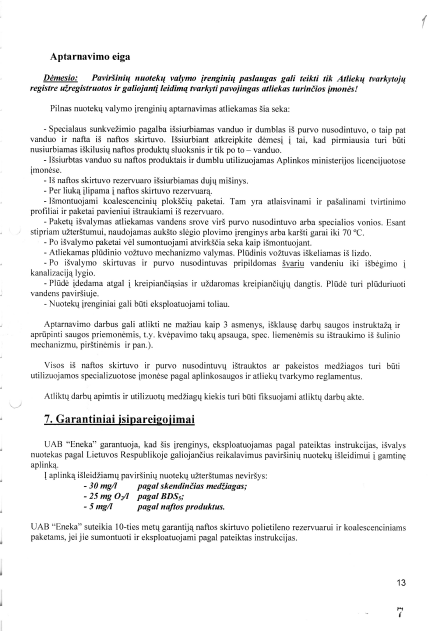 Aptarnavimo eiga
Dėmesio: Paviršinių nuotekų valymo įrenginių paslaugas gali teikti tik Atliekų tvarkytojų
registre užregistruotos ir galiojantį leidimą tvarkyti pavojingas atliekas turinčios įmonės!
Pilnas nuotekų valymo įrenginių aptarnavimas atliekamas šia seka:
- Specialaus sunkvežimio pagalba išsiurbiamas vanduo ir dumblas iš purvo nusodintuvo, o taip pat
vanduo ir nafta iš naftos skirtuvo. Išsiurbiant atkreipkite dėmesį į tai, kad pirmiausia turi būti
nusiurbiamas iškilusių naftos produktų sluoksnis ir tik po to – vanduo.
- Išsiurbtas vanduo su naftos produktais ir dumblu utilizuojamas Aplinkos ministerijos licencijuotose
įmonėse.
- Iš naftos skirtuvo rezervuaro išsiurbiamas dujų mišinys.
- Per liuką įlipama į naftos skirtuvo rezervuarą.
- Išmontuojami koalescencinių plokščių paketai. Tam yra atlaisvinami ir pašalinami tvirtinimo
profiliai ir paketai pavieniui ištraukiami iš rezervuaro.
- Paketų išvalymas atliekamas vandens srove virš purvo nusodintuvo arba specialios vonios. Esant
stipriam užterštumui, naudojamas aukšto slėgio plovimo įrenginys arba karšti garai iki 70 ºC.
- Po išvalymo paketai vėl sumontuojami atvirkščia seka kaip išmontuojant.
- Atliekamas plūdinio vožtuvo mechanizmo valymas. Plūdinis vožtuvas iškeliamas iš lizdo.
- Po išvalymo skirtuvas ir purvo nusodintuvas pripildomas švariu vandeniu iki išbėgimo į
kanalizaciją lygio.
- Plūdė įdedama atgal į kreipiančiąsias ir uždaromas kreipiančiųjų dangtis. Plūdė turi plūduriuoti
vandens paviršiuje.
- Nuotekų įrenginiai gali būti eksploatuojami toliau.
Aptarnavimo darbus gali atlikti ne mažiau kaip 3 asmenys, išklausę darbų saugos instruktažą ir
aprūpinti saugos priemonėmis, t.y. kvėpavimo takų apsauga, spec. liemenėmis su ištraukimo iš šulinio
mechanizmu, pirštinėmis ir pan.).
Visos iš naftos skirtuvo ir purvo nusodintuvų ištrauktos ar pakeistos medžiagos turi būti
utilizuojamos specializuotose įmonėse pagal aplinkosaugos ir atliekų tvarkymo reglamentus.
Atliktų darbų apimtis ir utilizuotų medžiagų kiekis turi būti fiksuojami atliktų darbų akte.
7. Garantiniai įsipareigojimai
UAB “Eneka” garantuoja, kad šis įrenginys, eksploatuojamas pagal pateiktas instrukcijas, išvalys
nuotekas pagal Lietuvos Respublikoje galiojančius reikalavimus paviršinių nuotekų išleidimui į gamtinę
aplinką.
Į aplinką išleidžiamų paviršinių nuotekų užterštumas neviršys:
- 30 mg/l pagal skendinčias medžiagas;
- 25 mg O₂/l pagal BDS₅;
- 5 mg/l pagal naftos produktus.
UAB “Eneka” suteikia 10-ties metų garantiją naftos skirtuvo polietileno rezervuarui ir koalescenciniams
paketams, jei jie sumontuoti ir eksploatuojami pagal pateiktas instrukcijas.
13